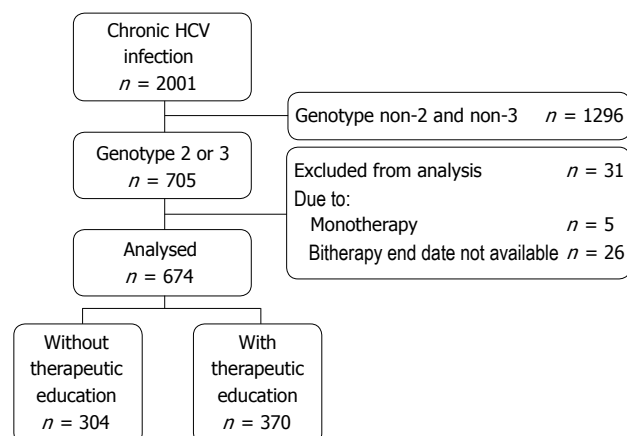 Chronic HCV
infection
n = 2001
Genotype non-2 and non-3 n = 1296
Genotype 2 or 3
n = 705
Excluded from analysis n = 31
Due to:
Monotherapy n = 5
Bitherapy end date not available n = 26
Analysed
n = 674
Without
therapeutic
education
n = 304
With
therapeutic
education
n = 370